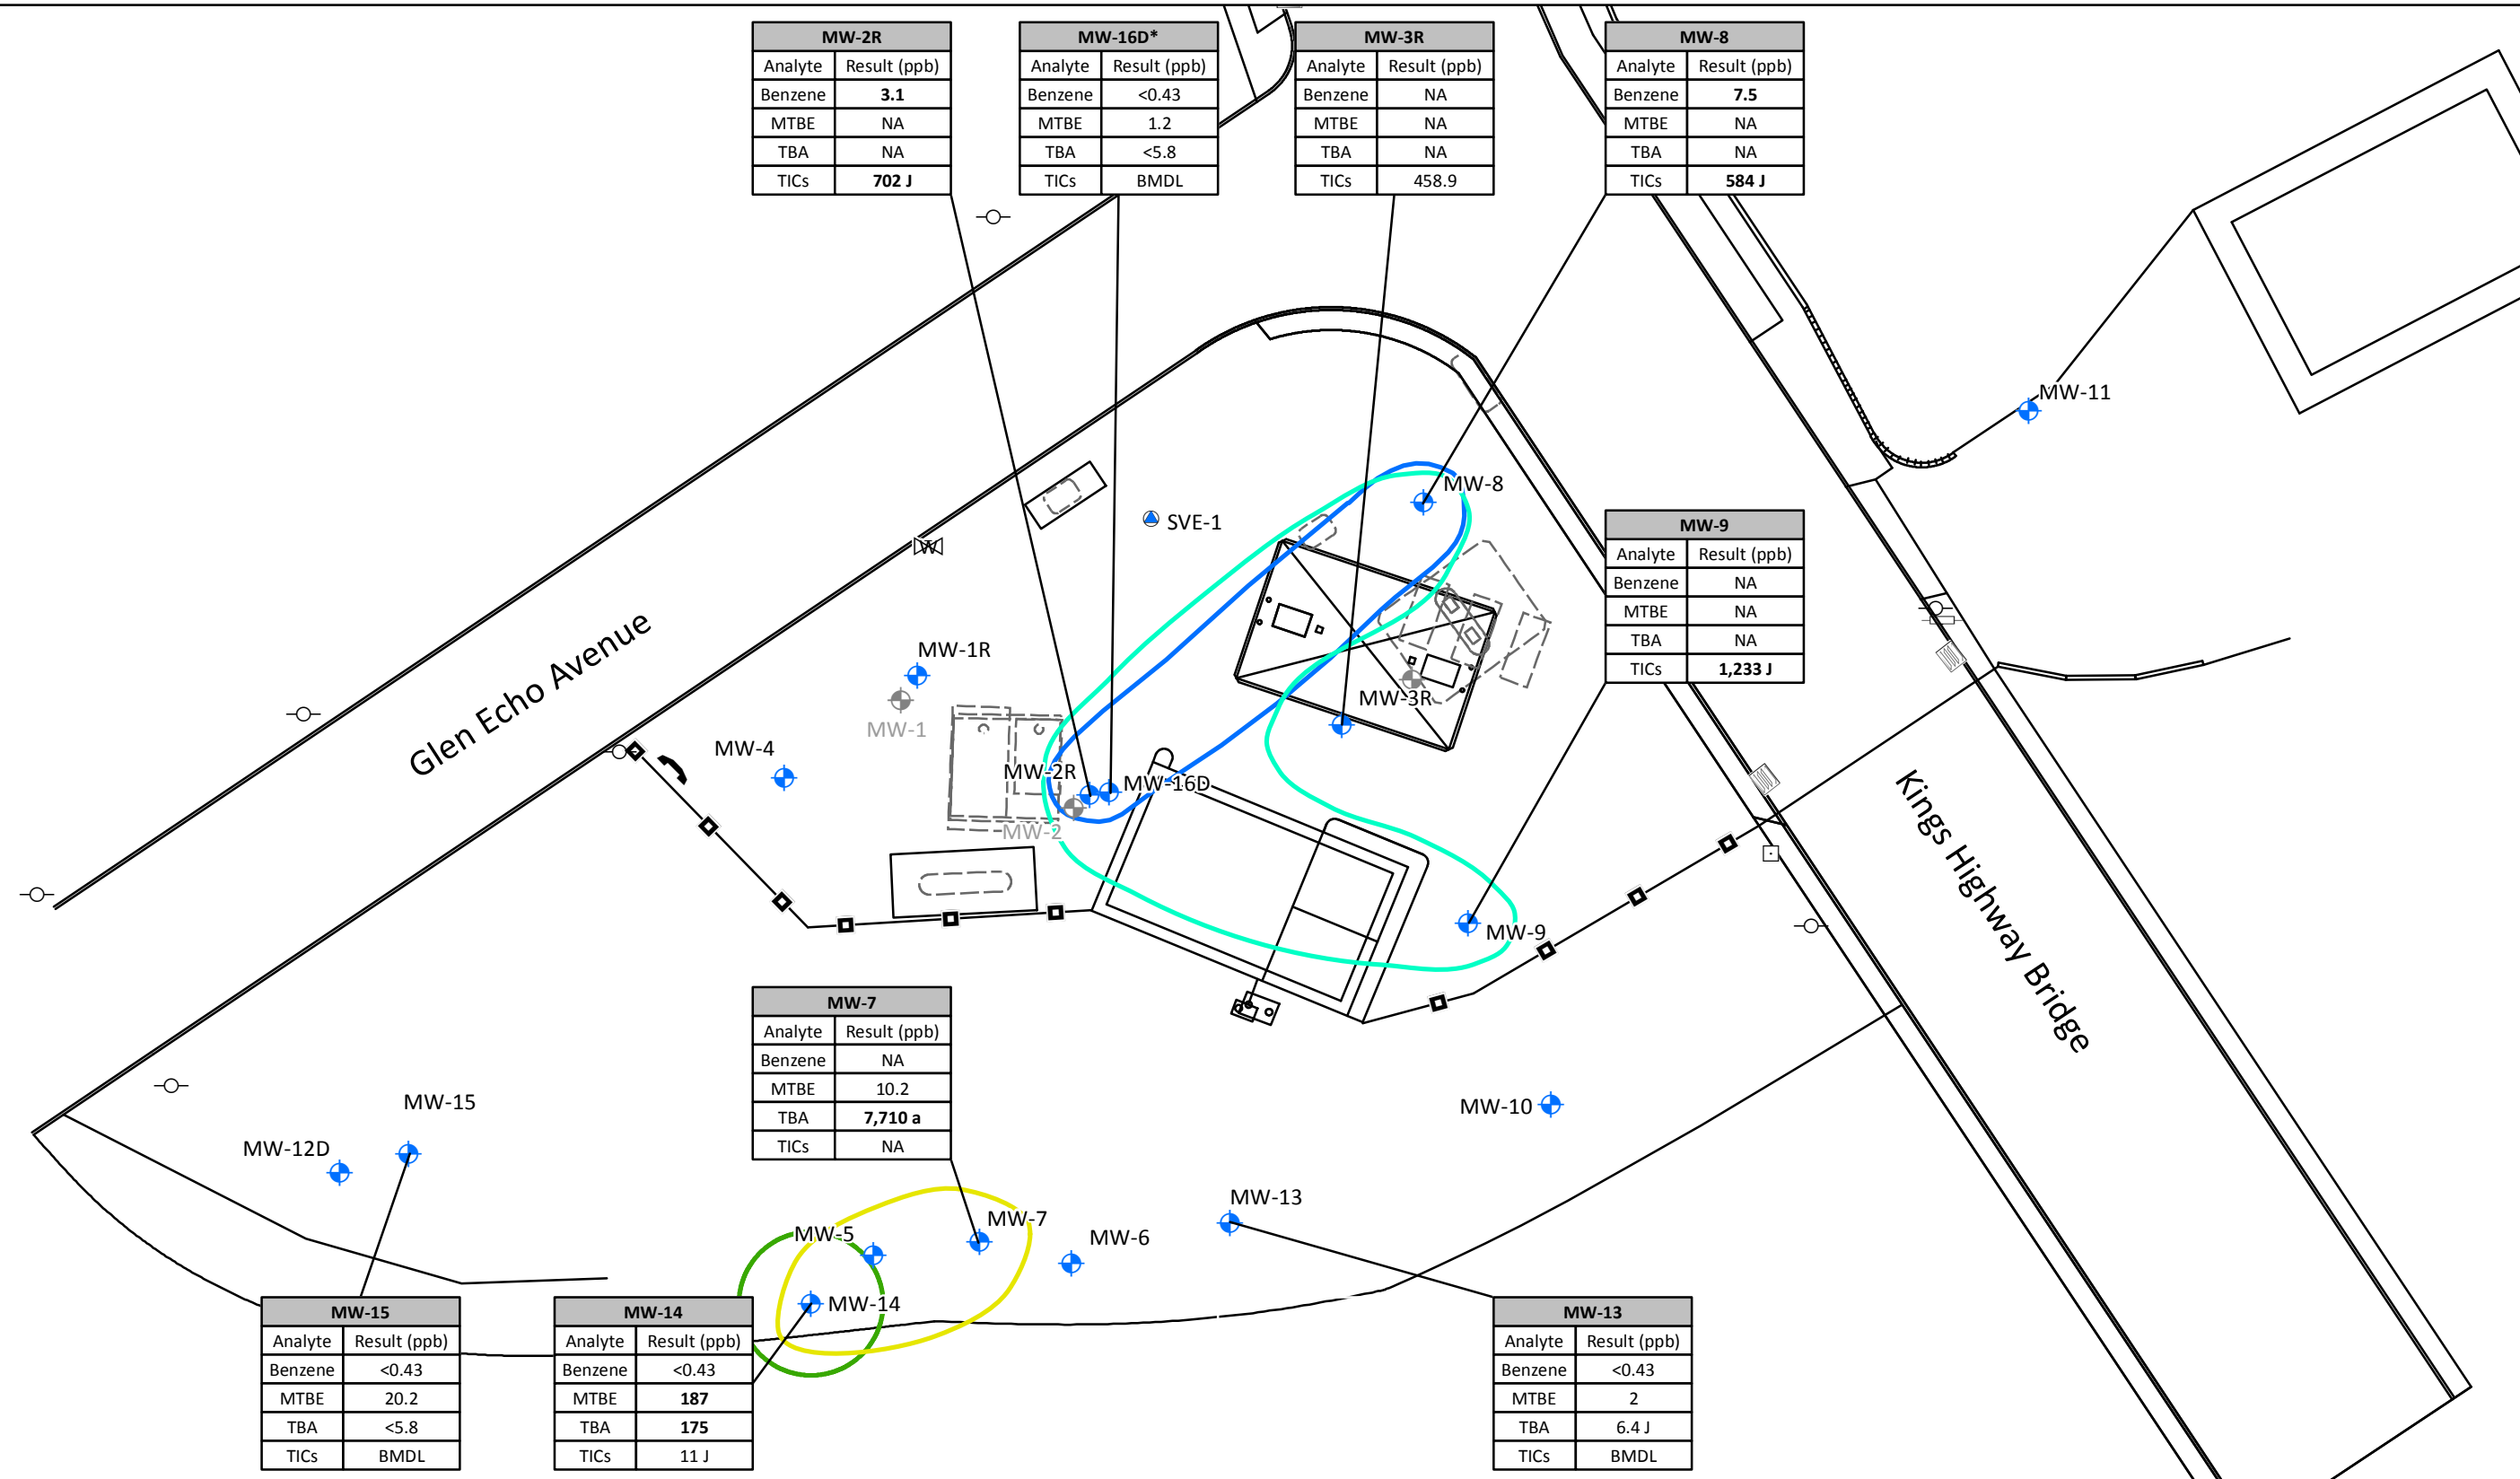 MW-2R
Analyte Result (ppb)
Benzene 3.1
MTBE NA
TBA NA
TICs 702 J
MW-16D*
Analyte Result (ppb)
Benzene <0.43
MTBE 1.2
TBA <5.8
TICs BMDL
MW-3R
Analyte Result (ppb)
Benzene NA
MTBE NA
TBA NA
TICs 458.9
MW-8
Analyte Result (ppb)
Benzene 7.5
MTBE NA
TBA NA
TICs 584 J
MW-11
MW-8
SVE-1
W
MW-9
Analyte Result (ppb)
Benzene NA
MTBE NA
TBA NA
TICs 1,233 J
Glen Echo Avenue
MW-1R
MW-1
MW-3R
MW-4
MW-2R
MW-16D
MW-2
Kings Highway Bridge
MW-9
MW-7
Analyte Result (ppb)
Benzene NA
MTBE 10.2
TBA 7,710 a
TICs NA
MW-15
MW-10
MW-12D
MW-13
MW-7
MW-5
MW-6
MW-14
MW-15
Analyte Result (ppb)
Benzene <0.43
MTBE 20.2
TBA <5.8
TICs BMDL
MW-14
Analyte Result (ppb)
Benzene <0.43
MTBE 187
TBA 175
TICs 11 J
MW-13
Analyte Result (ppb)
Benzene <0.43
MTBE 2
TBA 6.4 J
TICs BMDL